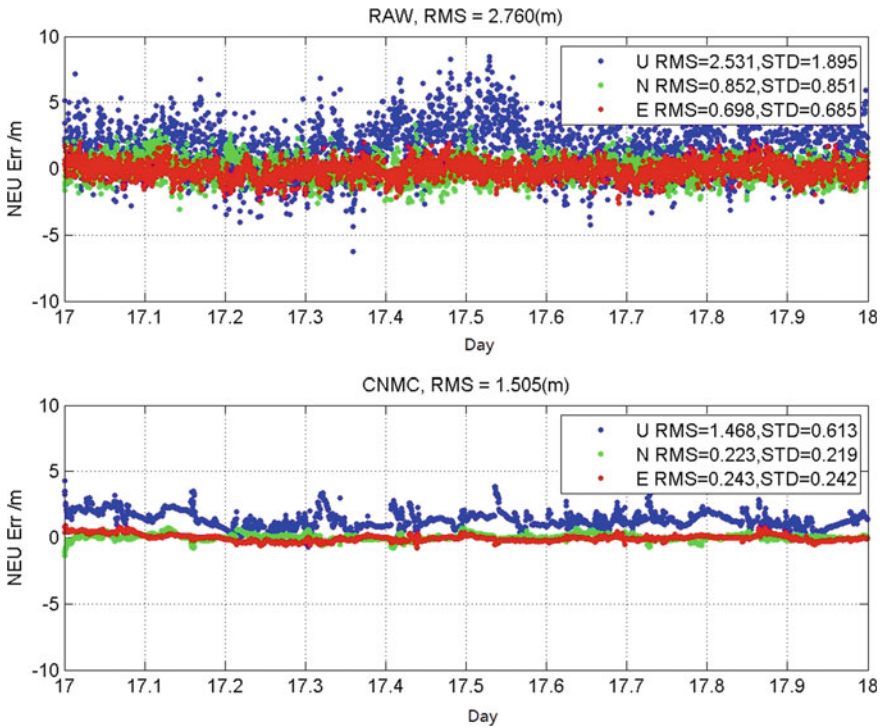 RAW, RMS = 2.760(m)
10
5
0
-5
-10
NEU Err /m
U RMS=2.531,STD=1.895
N RMS=0.852,STD=0.851
E RMS=0.698,STD=0.685
17 17.1 17.2 17.3 17.4 17.5 17.6 17.7 17.8 17.9 18
Day
CNMC, RMS = 1.505(m)
10
5
0
-5
-10
NEU Err /m
U RMS=1.468,STD=0.613
N RMS=0.223,STD=0.219
E RMS=0.243,STD=0.242
17 17.1 17.2 17.3 17.4 17.5 17.6 17.7 17.8 17.9 18
Day